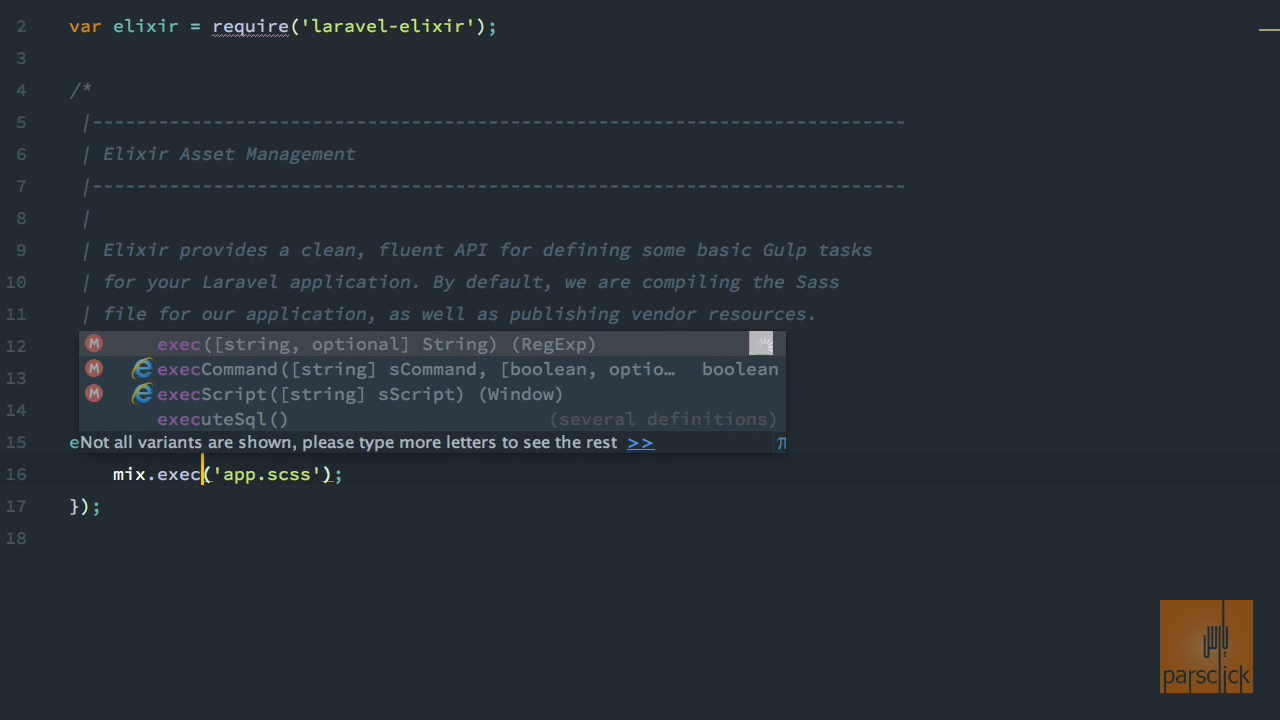 2 var elixir = require('laravel-elixir');
3
4 /*
5 |--------------------------------------------------------------------------
6 | Elixir Asset Management
7 |--------------------------------------------------------------------------
8 |
9 | Elixir provides a clean, fluent API for defining some basic Gulp tasks
10 | for your Laravel application. By default, we are compiling the Sass
11 | file for our application, as well as publishing vendor resources.
12 M exec([string, optional] String) (RegExp)
M execCommand([string] sCommand, [boolean, optio… boolean
13 M execScript([string] sScript) (Window)
14 executeSql() (several definitions)
15 eNot all variants are shown, please type more letters to see the rest >> π
16 mix.exec('app.scss');
17 });
18
پارس
parsclick